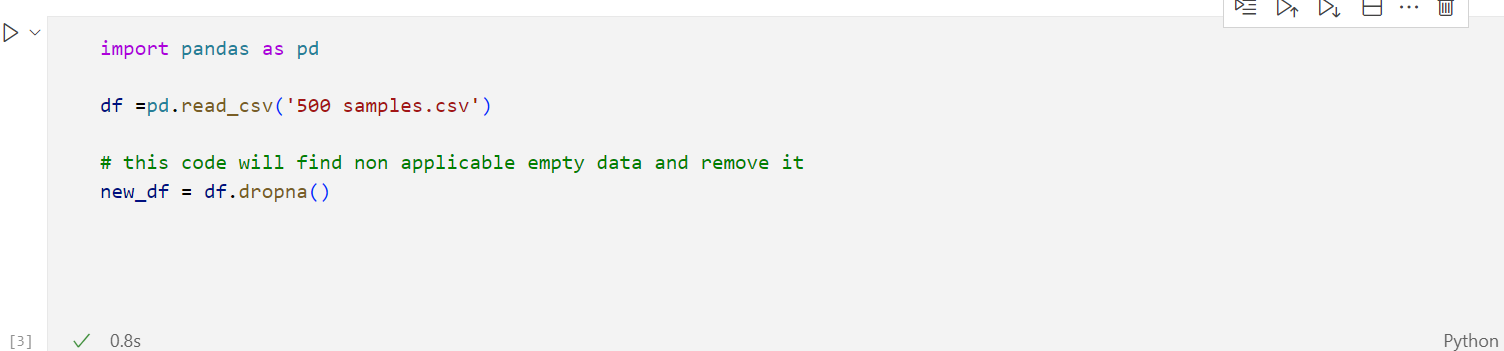 import pandas as pd
df =pd.read_csv('500 samples.csv')
# this code will find non applicable empty data and remove it
new_df = df.dropna()
[3]
0.8s
Python